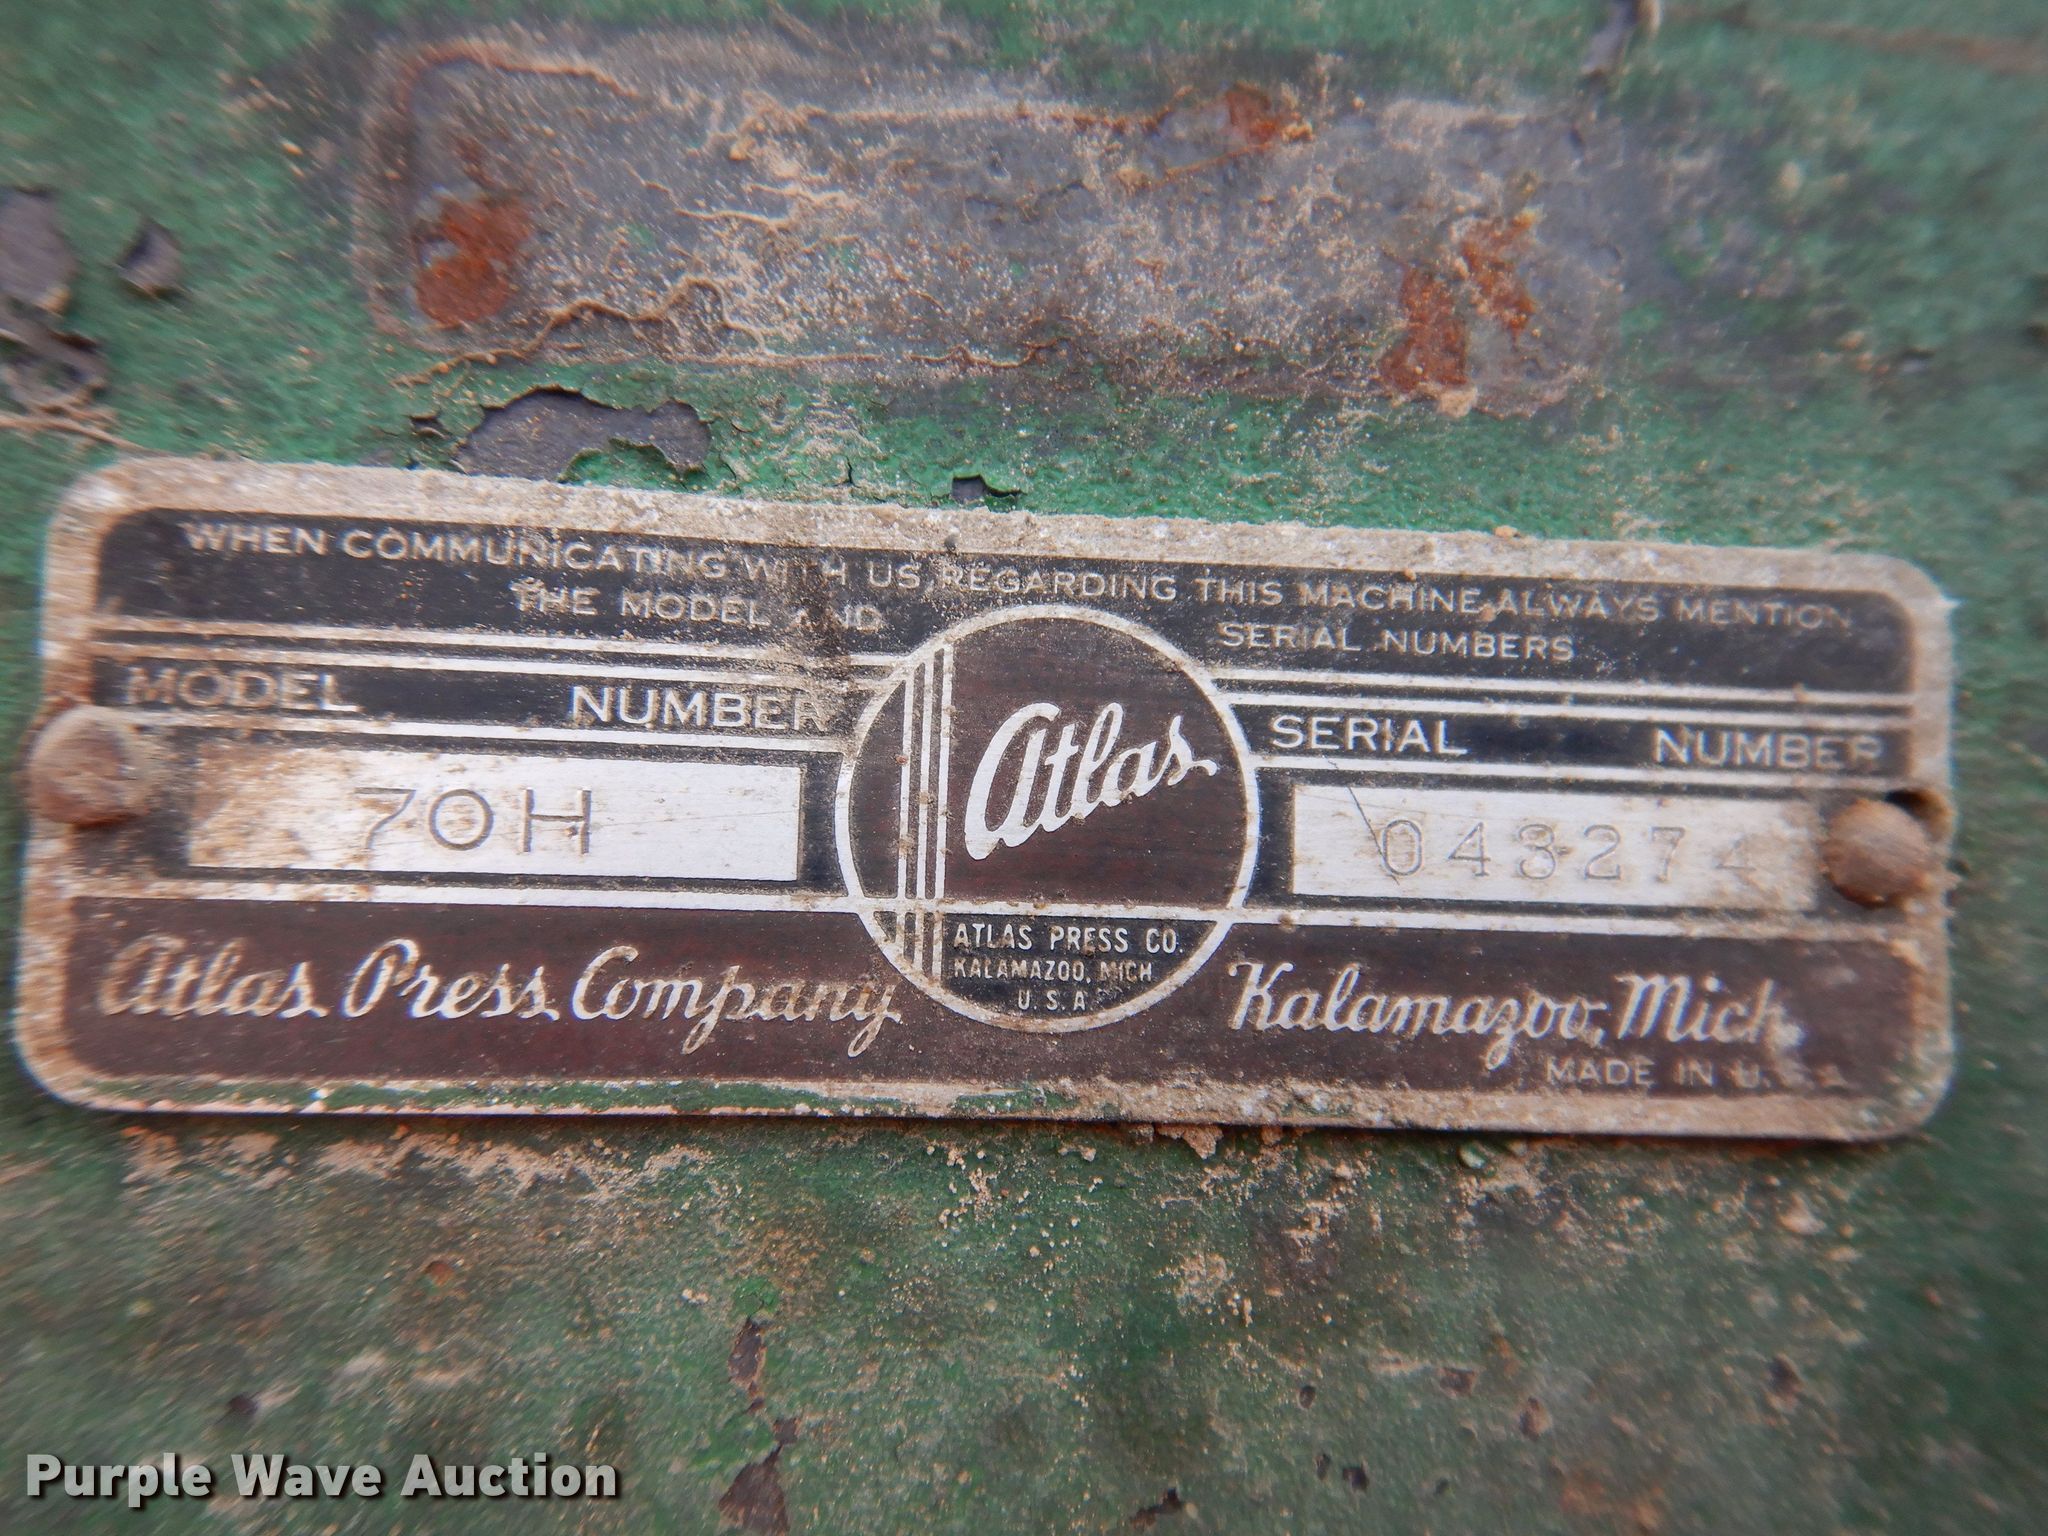 WHEN COMMUNICATING WITH US, REGARDING THIS MACHINE, ALWAYS MENTION
THE MODEL AND SERIAL NUMBERS
MODEL NUMBER
SERIAL NUMBER
70H
043274
Atlas
ATLAS PRESS CO.
KALAMAZOO, MICH
U.S.A
Atlas Press Company
Kalamazoo, Mich.
MADE IN U.S.A
Purple Wave Auction